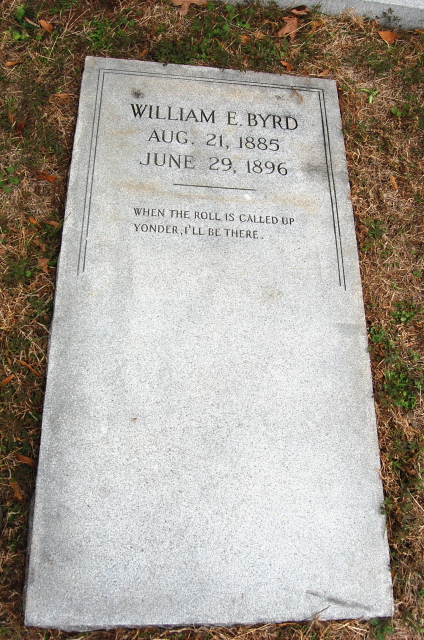 WILLIAM E. BYRD
AUG. 21, 1885
JUNE 29, 1896
WHEN THE ROLL IS CALLED UP
YONDER, I'LL BE THERE.